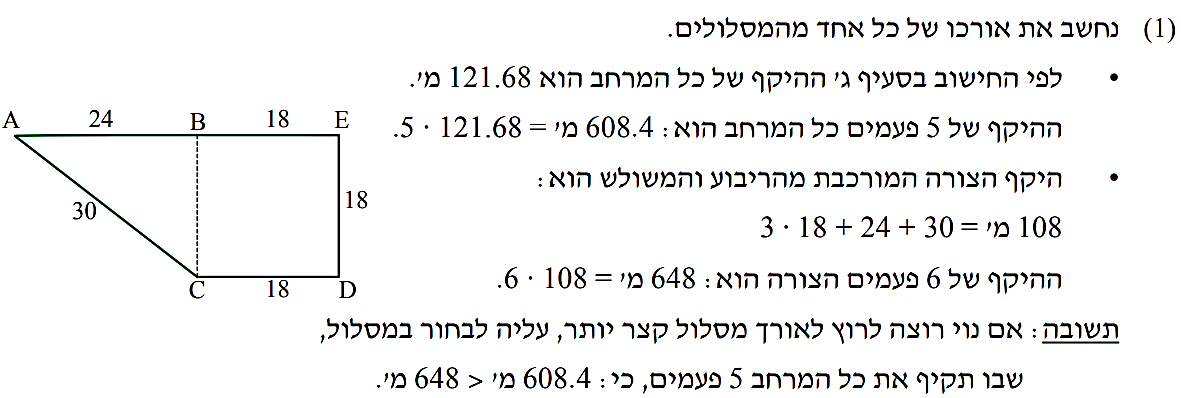 (1) נחשב את אורכו של כל אחד מהמסלולים.
• לפי החישוב בסעיף ג׳ ההיקף של כל המרחב הוא 121.68 מ׳.
ההיקף של 5 פעמים כל המרחב הוא: 608.4 מ׳ = 121.68 · 5.
• היקף הצורה המורכבת מהריבוע והמשולש הוא:
108 מ׳ = 30 + 24 + 18 · 3
ההיקף של 6 פעמים הצורה הוא: 648 מ׳ = 108 · 6.
תשובה: אם נוי רוצה לרוץ לאורך מסלול קצר יותר, עליה לבחור במסלול,
שבו תקיף את כל המרחב 5 פעמים, כי: 608.4 מ׳ < 648 מ׳.
A 24 B 18 E
30 18
C 18 D